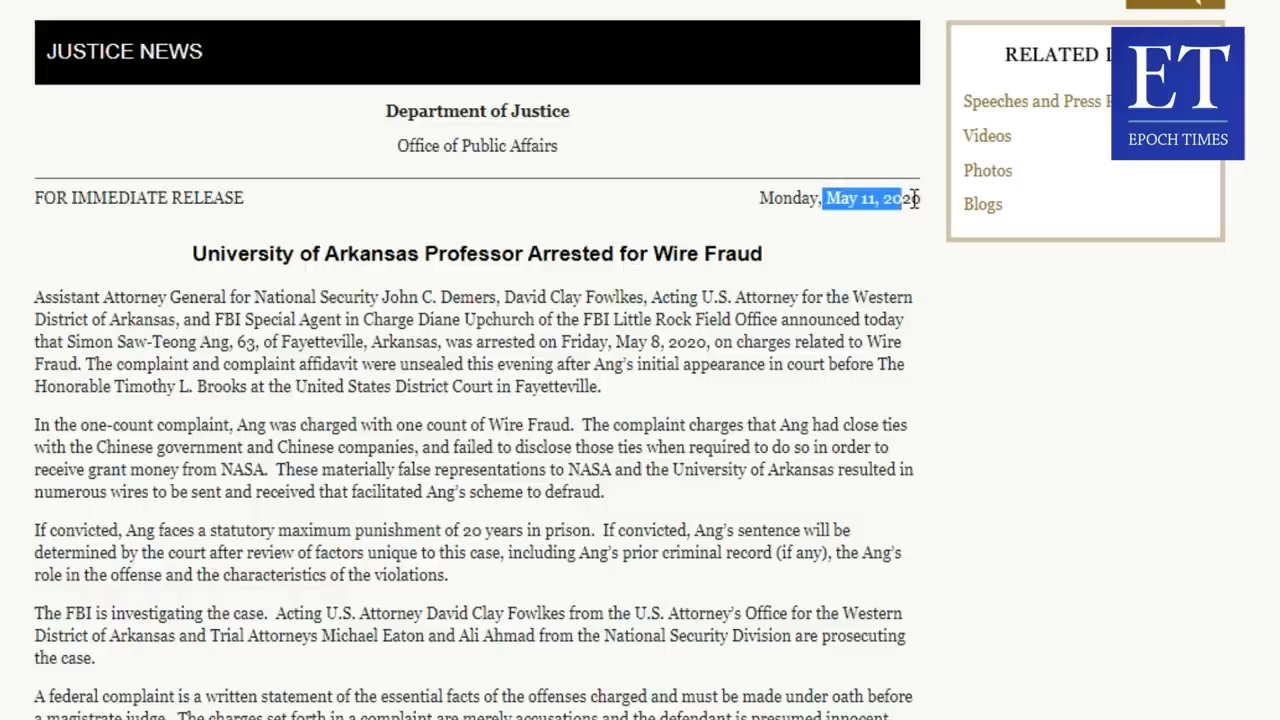 JUSTICE NEWS
Department of Justice
Office of Public Affairs
FOR IMMEDIATE RELEASE
Monday, May 11, 2020
University of Arkansas Professor Arrested for Wire Fraud
Assistant Attorney General for National Security John C. Demers, David Clay Fowlkes, Acting U.S. Attorney for the Western
District of Arkansas, and FBI Special Agent in Charge Diane Upchurch of the FBI Little Rock Field Office announced today
that Simon Saw-Teong Ang, 63, of Fayetteville, Arkansas, was arrested on Friday, May 8, 2020, on charges related to Wire
Fraud. The complaint and complaint affidavit were unsealed this evening after Ang's initial appearance in court before The
Honorable Timothy L. Brooks at the United States District Court in Fayetteville.
In the one-count complaint, Ang was charged with one count of Wire Fraud.  The complaint charges that Ang had close ties
with the Chinese government and Chinese companies, and failed to disclose those ties when required to do so in order to
receive grant money from NASA.  These materially false representations to NASA and the University of Arkansas resulted in
numerous wires to be sent and received that facilitated Ang's scheme to defraud.
If convicted, Ang faces a statutory maximum punishment of 20 years in prison.  If convicted, Ang's sentence will be
determined by the court after review of factors unique to this case, including Ang's prior criminal record (if any), the Ang's
role in the offense and the characteristics of the violations.
The FBI is investigating the case.  Acting U.S. Attorney David Clay Fowlkes from the U.S. Attorney's Office for the Western
District of Arkansas and Trial Attorneys Michael Eaton and Ali Ahmad from the National Security Division are prosecuting
the case.
A federal complaint is a written statement of the essential facts of the offenses charged and must be made under oath before
a magistrate judge.  The charges set forth in a complaint are merely accusations and the defendant is presumed innocent
RELATED
Speeches and Press
Videos
Photos
Blogs
ET
EPOCH TIMES